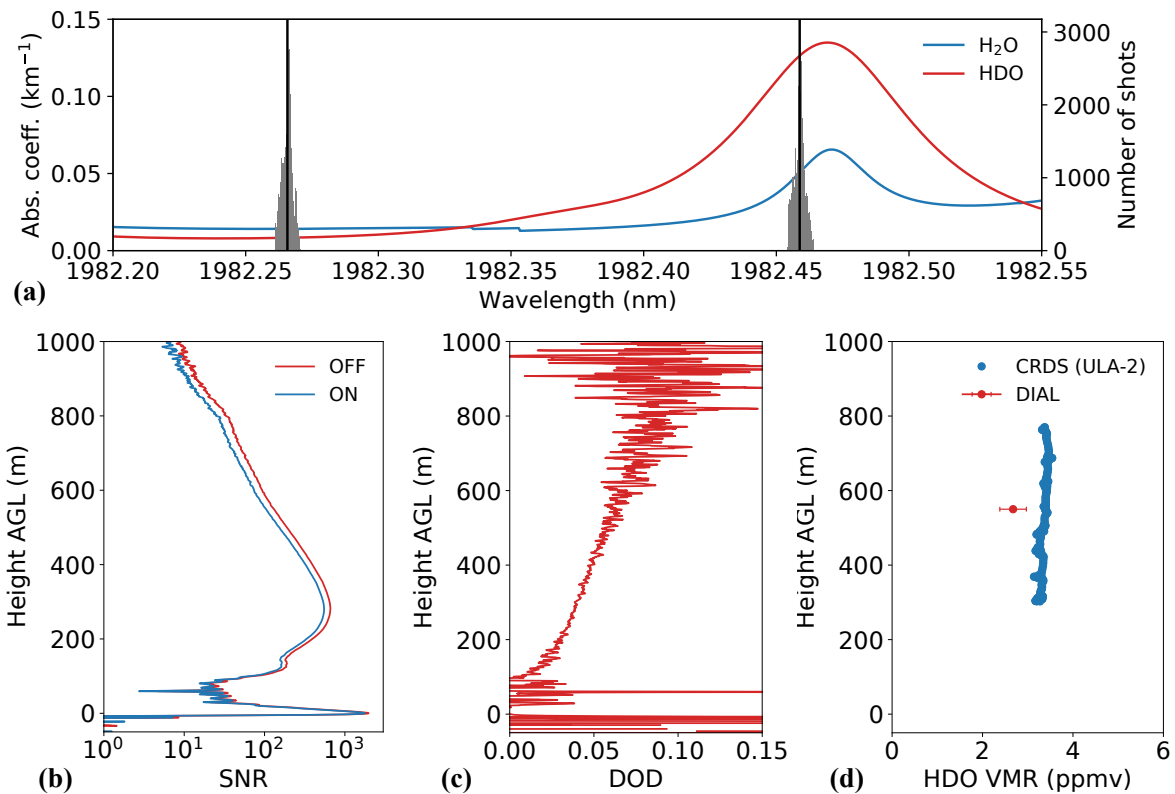 0.15
0.10
0.05
0.00
Abs. coeff. (km⁻¹)
3000
2000
1000
0
Number of shots
H₂O
HDO
1982.20 1982.25 1982.30 1982.35 1982.40 1982.45 1982.50 1982.55
Wavelength (nm)
(a)
1000
800
600
400
200
0
Height AGL (m)
OFF
ON
10⁰ 10¹ 10² 10³
SNR
(b)
1000
800
600
400
200
0
Height AGL (m)
0.00 0.05 0.10 0.15
DOD
(c)
1000
800
600
400
200
0
Height AGL (m)
CRDS (ULA-2)
DIAL
0 2 4 6
HDO VMR (ppmv)
(d)